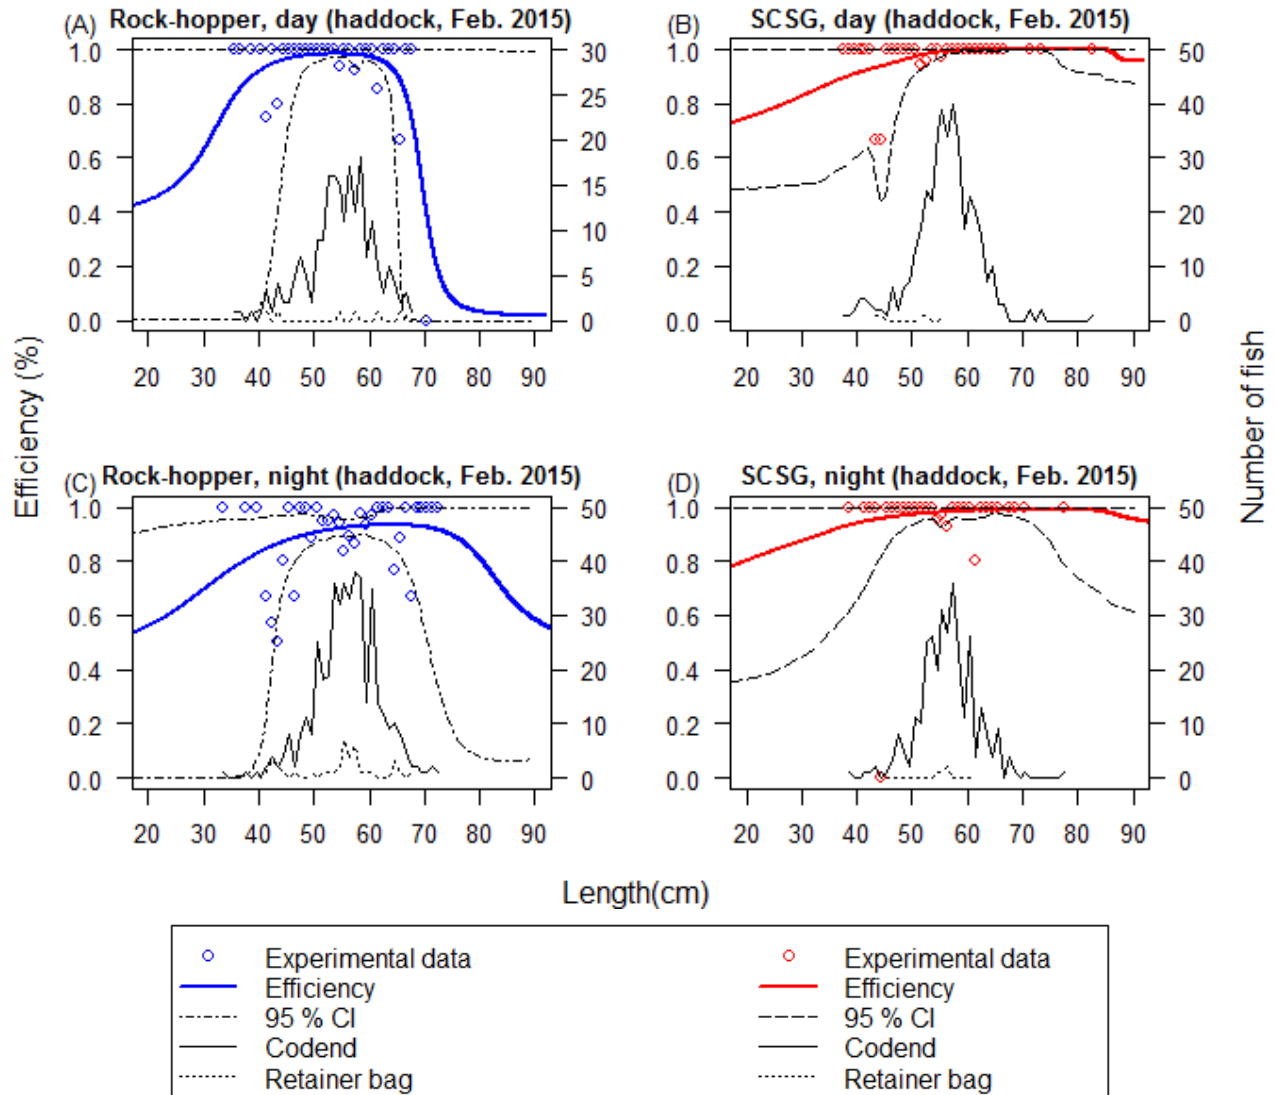 (A) Rock-hopper, day (haddock, Feb. 2015)
1.0
0.8
0.6
0.4
0.2
0.0
30
25
20
15
10
5
0
20 30 40 50 60 70 80 90
(B) SCSG, day (haddock, Feb. 2015)
1.0
0.8
0.6
0.4
0.2
0.0
50
40
30
20
10
0
20 30 40 50 60 70 80 90
Efficiency (%)
Number of fish
(C) Rock-hopper, night (haddock, Feb. 2015)
1.0
0.8
0.6
0.4
0.2
0.0
50
40
30
20
10
0
20 30 40 50 60 70 80 90
(D) SCSG, night (haddock, Feb. 2015)
1.0
0.8
0.6
0.4
0.2
0.0
50
40
30
20
10
0
20 30 40 50 60 70 80 90
Length(cm)
Experimental data
Efficiency
95 % CI
Codend
Retainer bag
Experimental data
Efficiency
95 % CI
Codend
Retainer bag